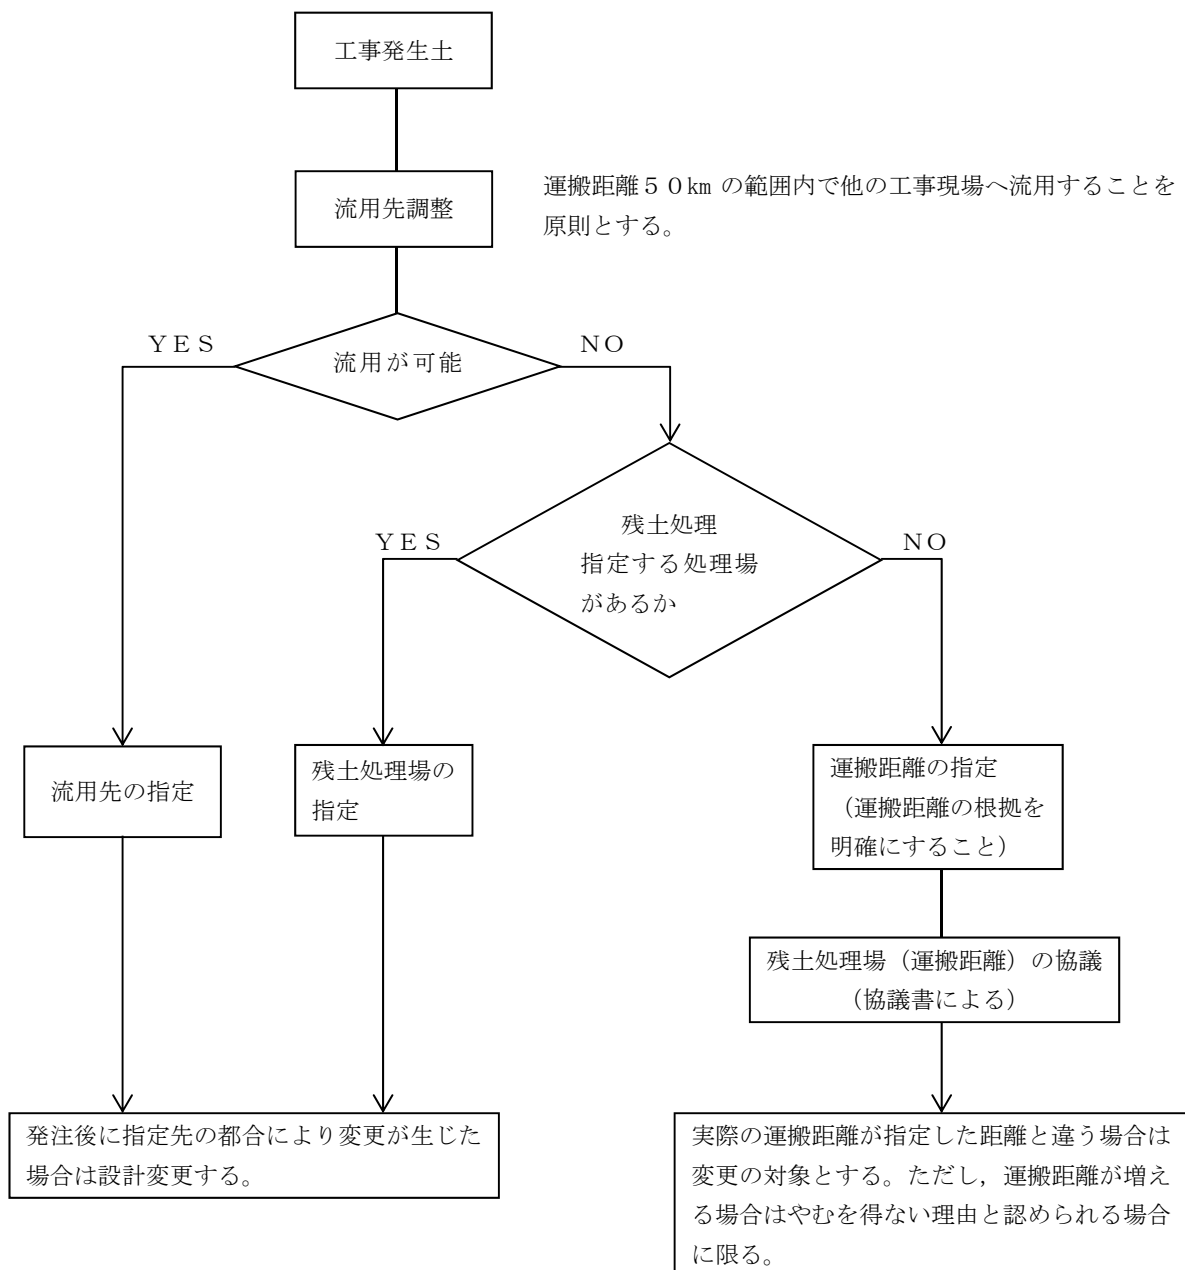 工事発生土
流用先調整
運搬距離５０㎞ の範囲内で他の工事現場へ流用することを
原則とする。
ＹＥＳ
流用が可能
ＮＯ
ＹＥＳ
残土処理
指定する処理場
があるか
ＮＯ
流用先の指定
残土処理場の
指定
運搬距離の指定
（運搬距離の根拠を
明確にすること）
残土処理場（運搬距離）の協議
（協議書による）
発注後に指定先の都合により変更が生じた
場合は設計変更する。
実際の運搬距離が指定した距離と違う場合は
変更の対象とする。ただし，運搬距離が増え
る場合はやむを得ない理由と認められる場合
に限る。